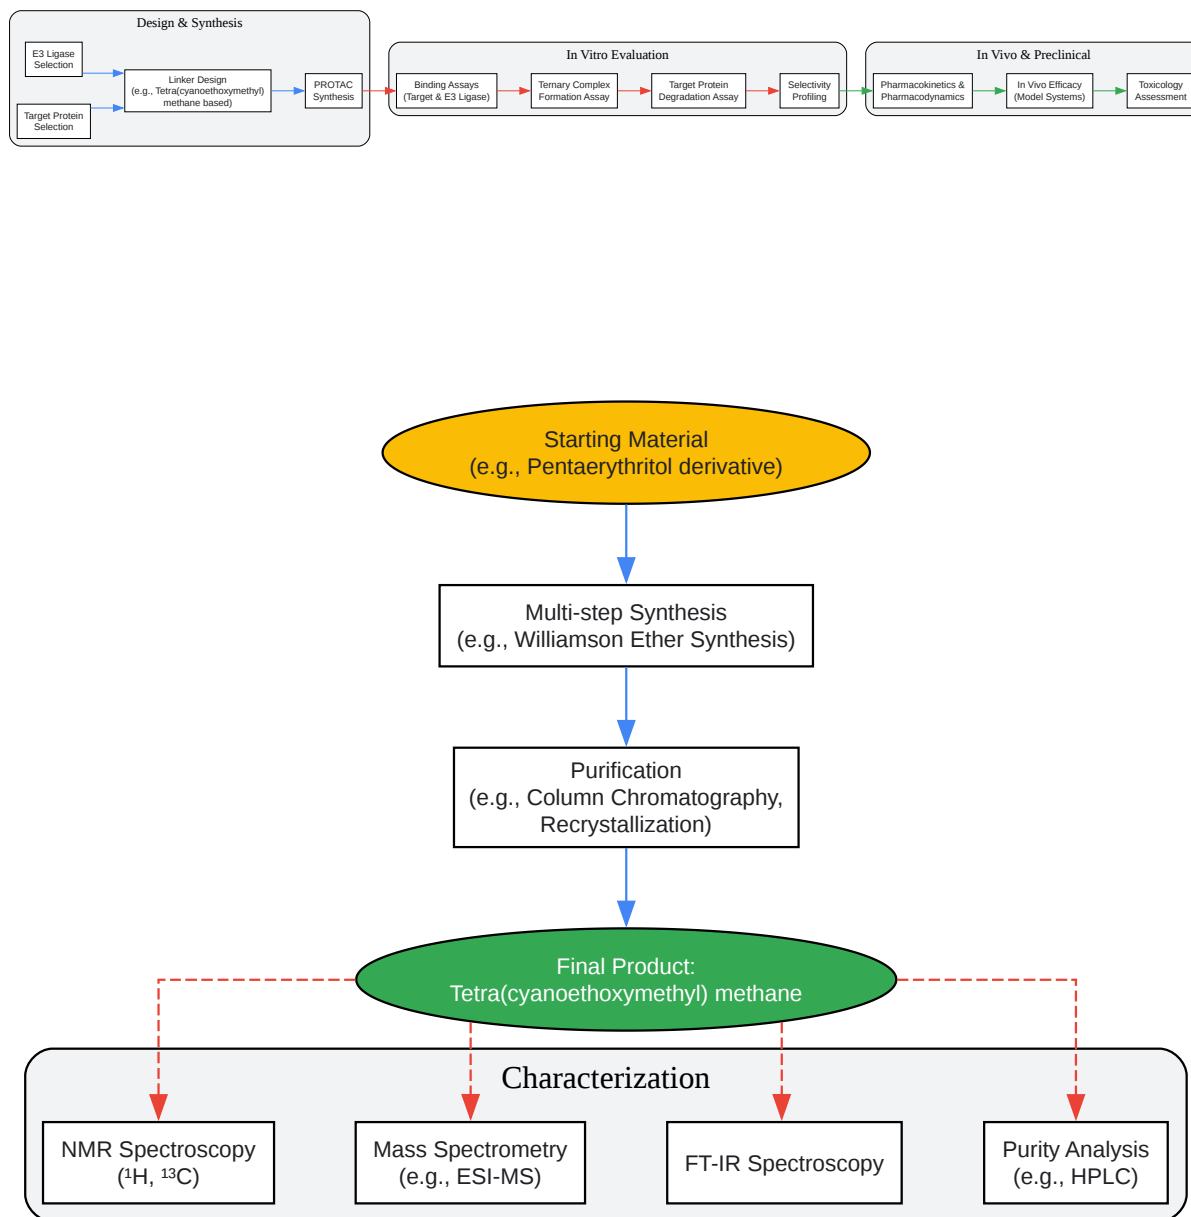 Design & Synthesis
E3 Ligase
Selection
Target Protein
Selection
Linker Design
(e.g., Tetra(cyanoethoxymethyl)
methane based)
PROTAC
Synthesis
In Vitro Evaluation
Binding Assays
(Target & E3 Ligase)
Ternary Complex
Formation Assay
Target Protein
Degradation Assay
Selectivity
Profiling
In Vivo & Preclinical
Pharmacokinetics &
Pharmacodynamics
In Vivo Efficacy
(Model Systems)
Toxicology
Assessment
Starting Material
(e.g., Pentaerythritol derivative)
Multi-step Synthesis
(e.g., Williamson Ether Synthesis)
Purification
(e.g., Column Chromatography,
Recrystallization)
Final Product:
Tetra(cyanoethoxymethyl) methane
Characterization
NMR Spectroscopy
(¹H, ¹³C)
Mass Spectrometry
(e.g., ESI-MS)
FT-IR Spectroscopy
Purity Analysis
(e.g., HPLC)